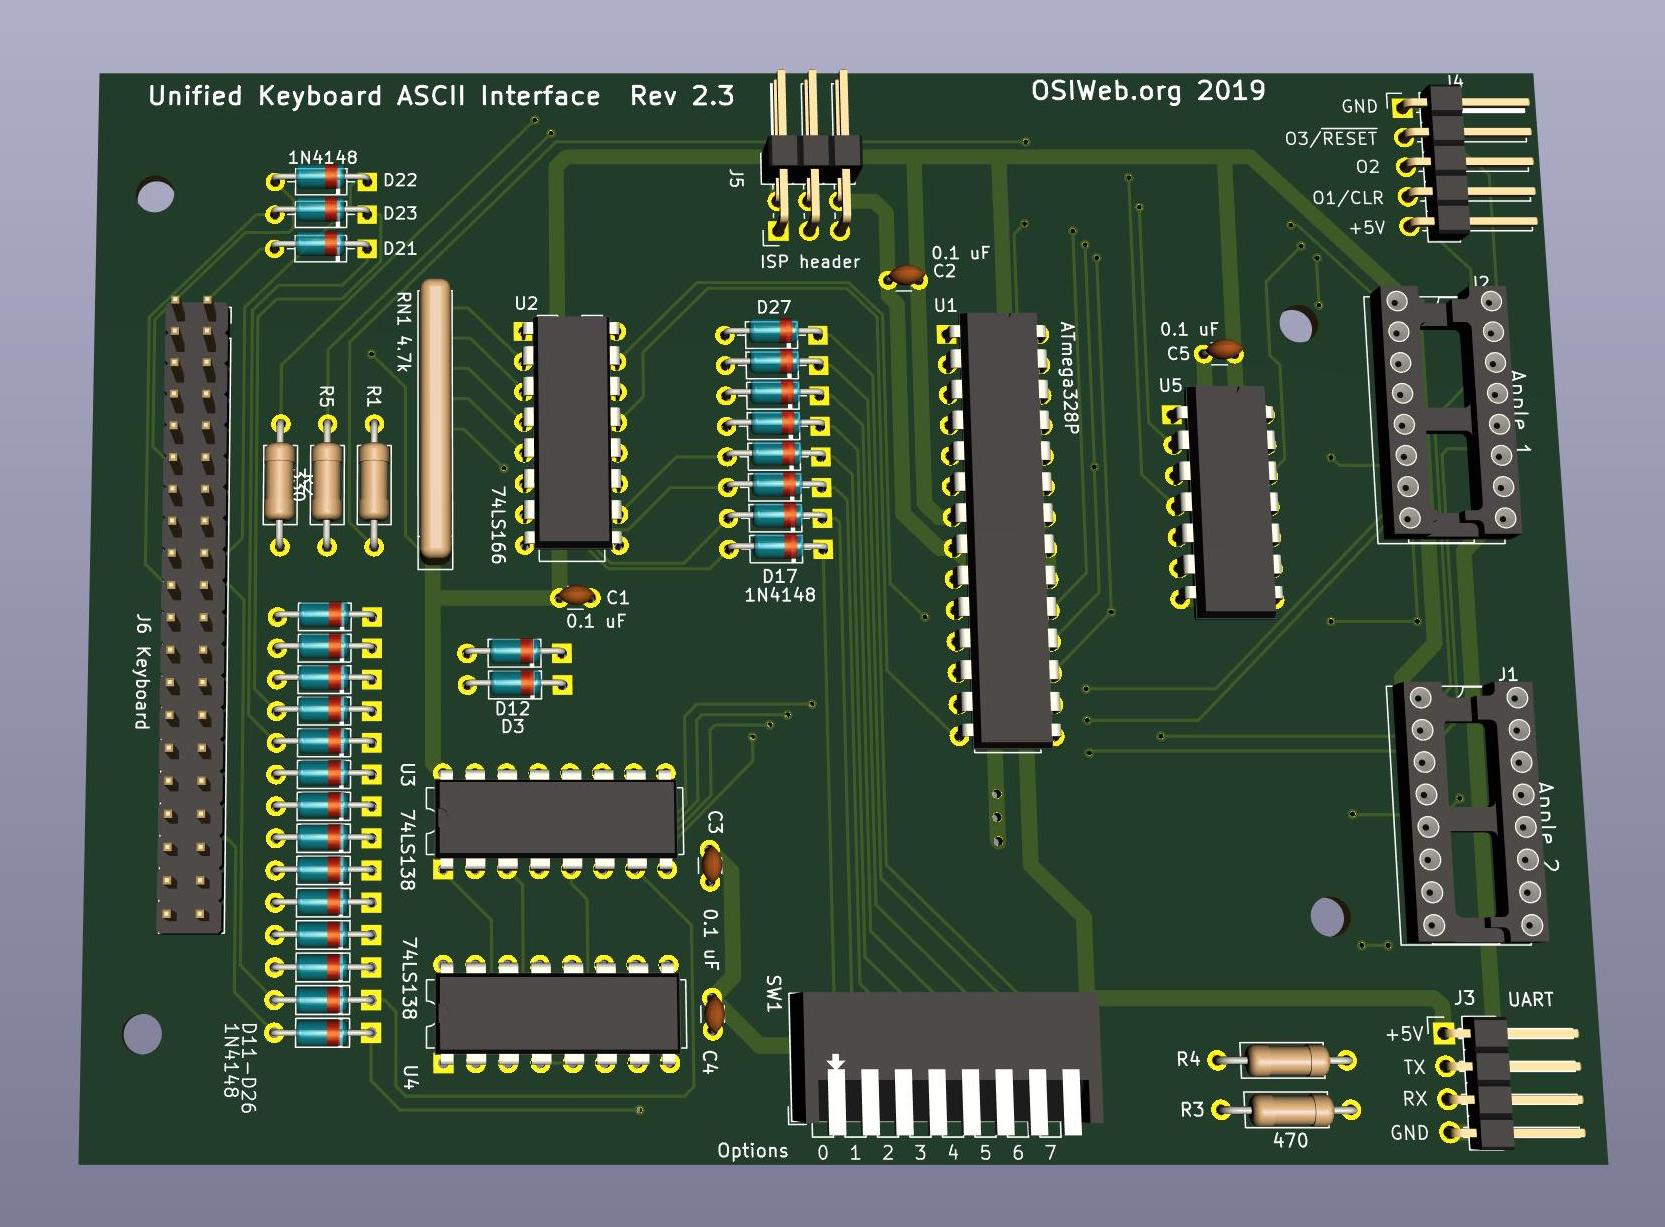 Unified Keyboard ASCII Interface Rev 2.3
OSIWeb.org 2019
J4
GND
O3/RESET
O2
O1/CLR
+5V
1N4148
D22
D23
D21
J5
ISP header
0.1 uF
C2
RN1 4.7k
U2
74LS166
D27
D17
1N4148
U1
ATmega328P
0.1 uF
C5
U5
J2
Apple 1
R5
R1
C1
0.1 uF
J6 Keyboard
D12
D3
U3
74LS138
C3
0.1 uF
J1
Apple 2
74LS138
U4
C4
SW1
D11-D26
1N4148
Options 0 1 2 3 4 5 6 7
R4
R3
470
J3 UART
+5V
TX
RX
GND